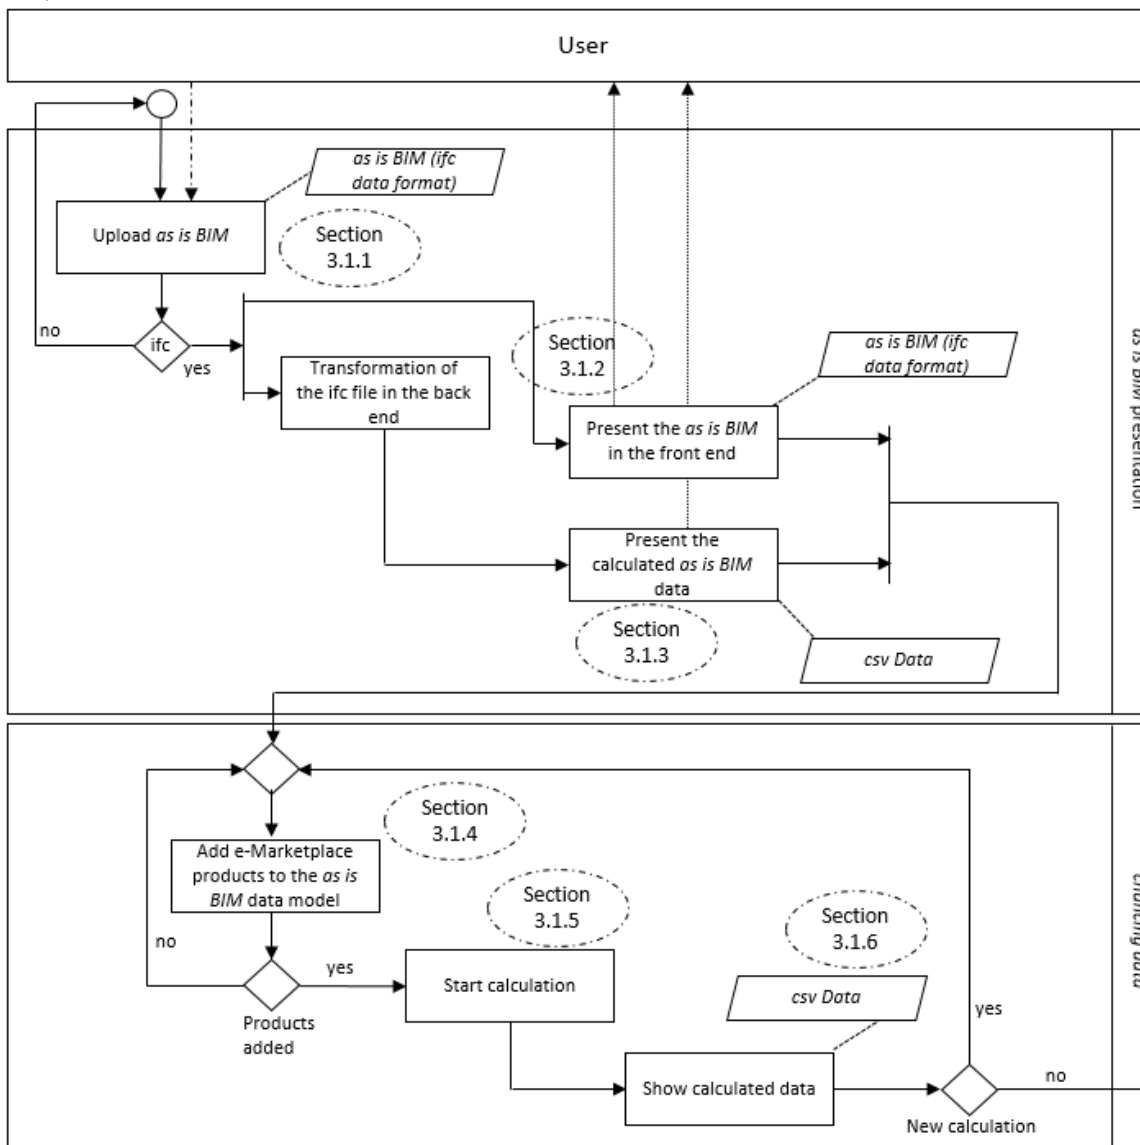 User
as is BIM (ifc
data format)
Upload as is BIM
Section
3.1.1
no
ifc
yes
Section
3.1.2
as is BIM (ifc
data format)
Transformation of
the ifc file in the back
end
Present the as is BIM
in the front end
as is BIM presentation
Present the
calculated as is BIM
data
Section
3.1.3
csv Data
Section
3.1.4
Add e-Marketplace
products to the as is
BIM data model
Section
3.1.5
Section
3.1.6
no
yes
Start calculation
csv Data
data
Products
added
yes
Show calculated data
no
New calculation